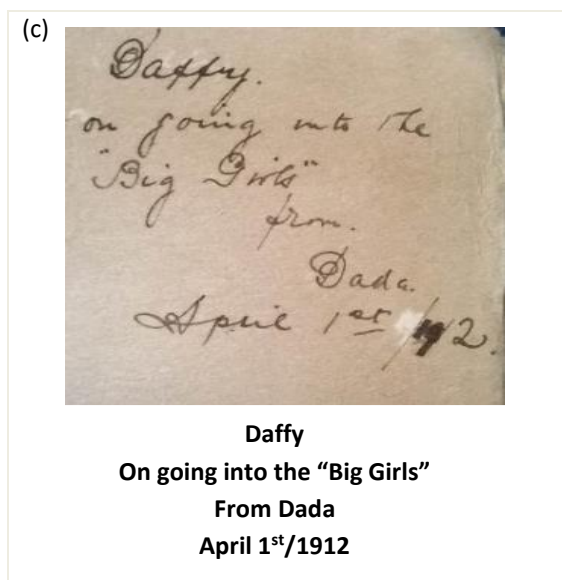 (c)
Daffy.
on going into the
"Big Girls"
from.
Dada.
April 1st/1912.
Daffy
On going into the “Big Girls”
From Dada
April 1st/1912